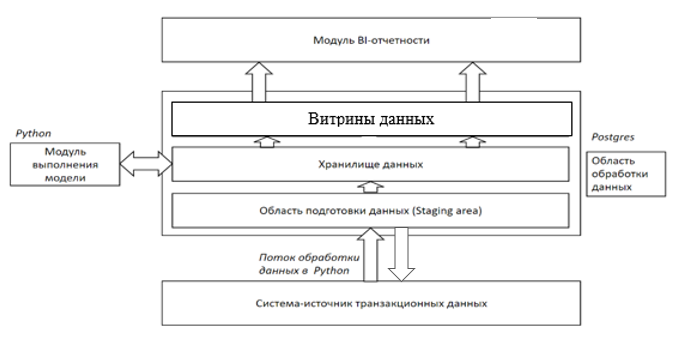 Модуль BI-отчетности
Витрины данных
Python
Postgres
Модуль
выполнения
модели
Хранилище данных
Область
обработки
данных
Область подготовки данных (Staging area)
Поток обработки
данных в Python
Система-источник транзакционных данных